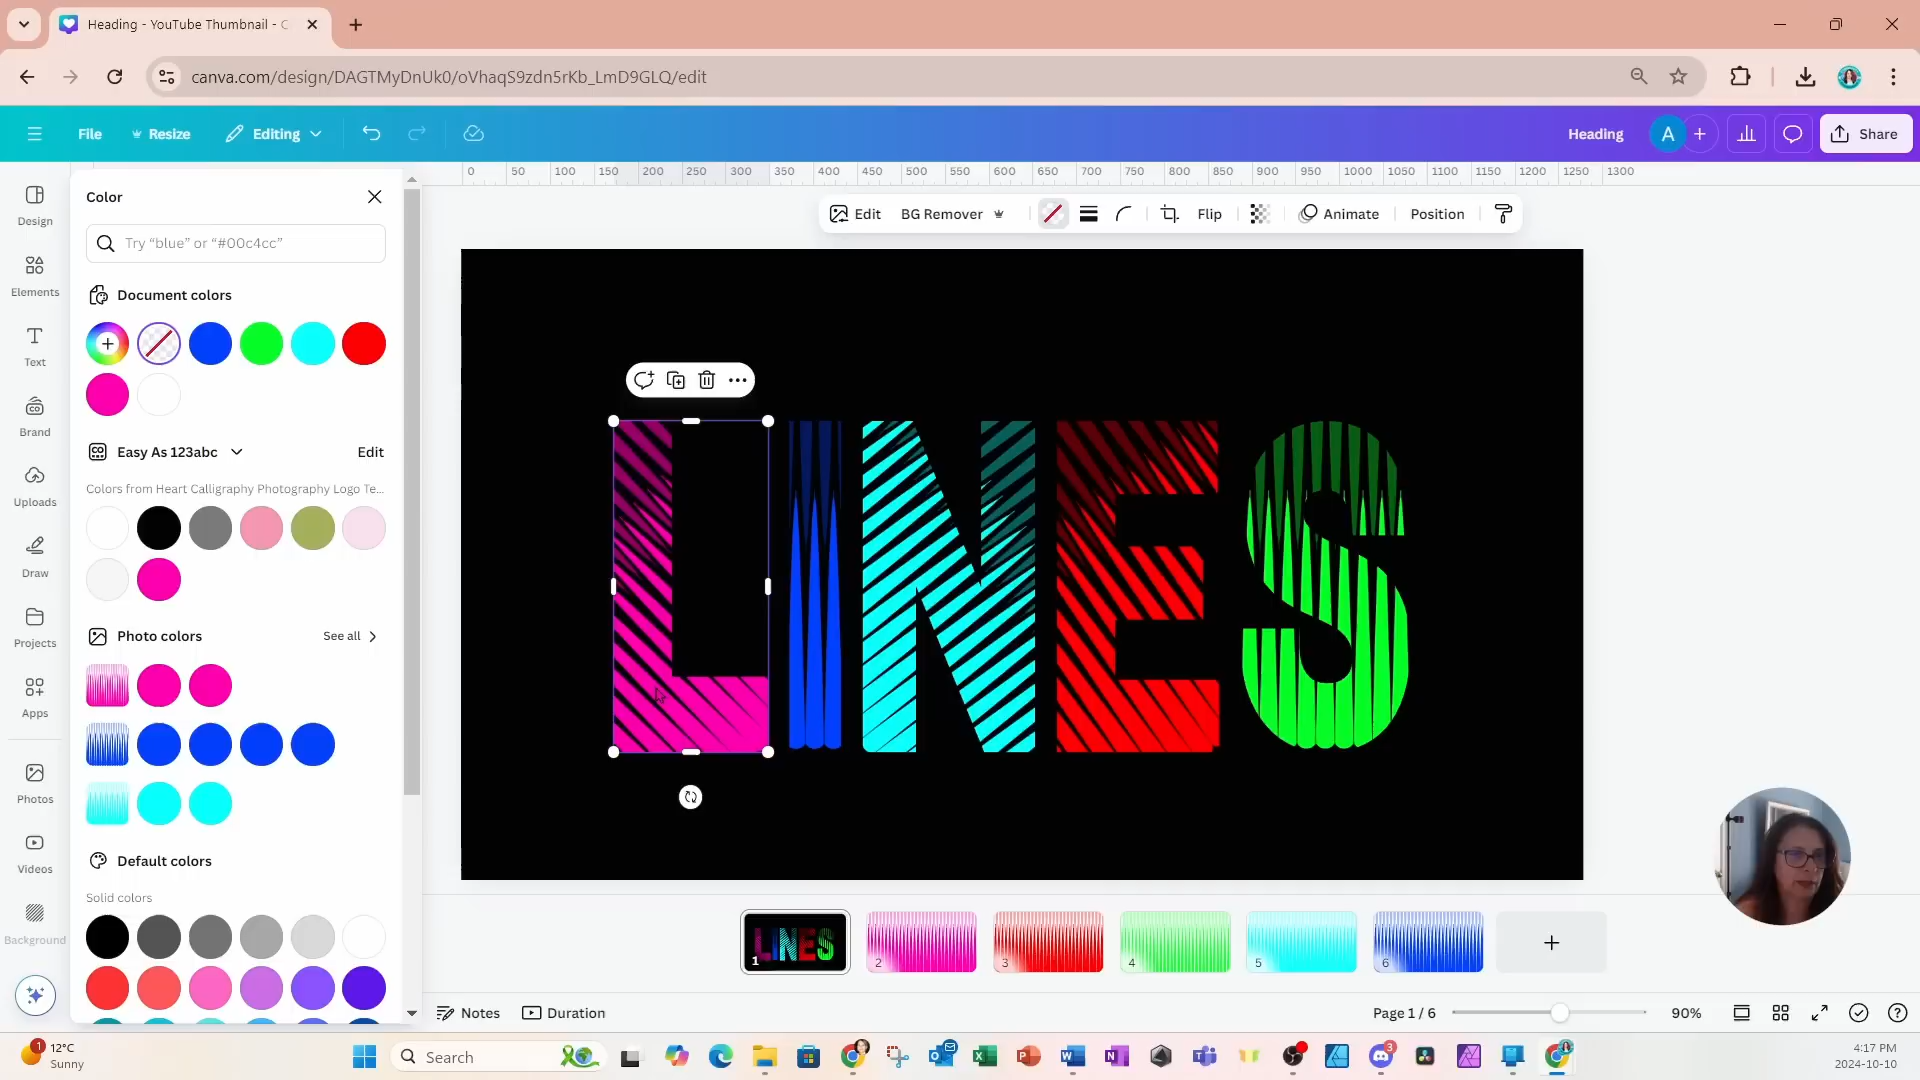 Heading - YouTube Thumbnail - C
canva.com/design/DAGTMyDnUk0/oVhaqS9zdn5rKb_LmD9GLQ/edit
File
Resize
Editing
Heading
A
Share
0 50 100 150 200 250 300 350 400 450 500 550 600 650 700 750 800 850 900 950 1000 1050 1100 1150 1200 1250 1300
Design
Elements
Text
Brand
Uploads
Draw
Projects
Apps
Photos
Videos
Background
Color
Try “blue” or “#00c4cc”
Document colors
Easy As 123abc
Edit
Colors from Heart Calligraphy Photography Logo Te...
Photo colors
See all
Default colors
Solid colors
Edit
BG Remover
Flip
Animate
Position
LINES
LINES
1
2
3
4
5
6
Notes
Duration
Page 1 / 6
90%
1
12°C
Sunny
Search
3
4:17 PM
2024-10-10